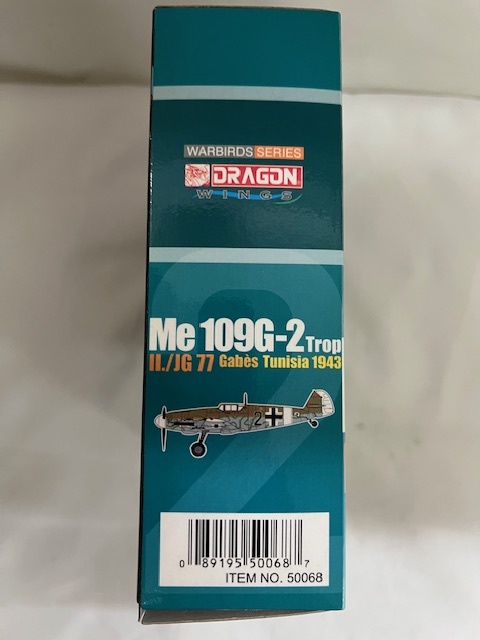 WARBIRDS SERIES
DRAGON
WINGS
Me 109G-2 Trop
II./JG 77 Gabès Tunisia 1943
2
0 89195 50068 7
ITEM NO. 50068